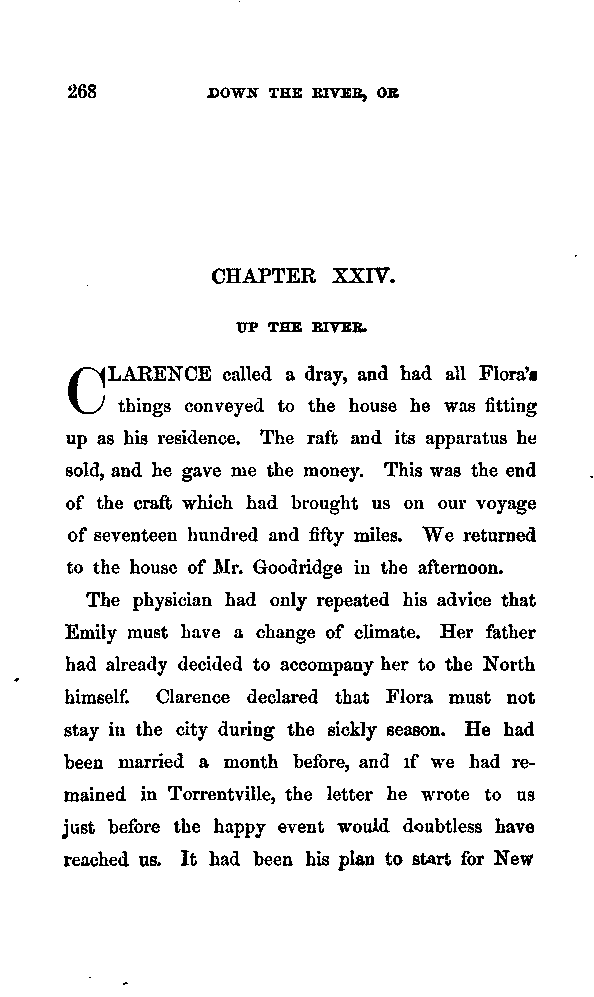 268 DOWN THE RIVER, OR
CHAPTER XXIV.
UP THE RIVER.
CLARENCE called a dray, and had all Flora's
things conveyed to the house he was fitting
up as his residence. The raft and its apparatus he
sold, and he gave me the money. This was the end
of the craft which had brought us on our voyage
of seventeen hundred and fifty miles. We returned
to the house of Mr. Goodridge in the afternoon.
The physician had only repeated his advice that
Emily must have a change of climate. Her father
had already decided to accompany her to the North
himself. Clarence declared that Flora must not
stay in the city during the sickly season. He had
been married a month before, and if we had re-
mained in Torrentville, the letter he wrote to us
just before the happy event would doubtless have
reached us. It had been his plan to start for New